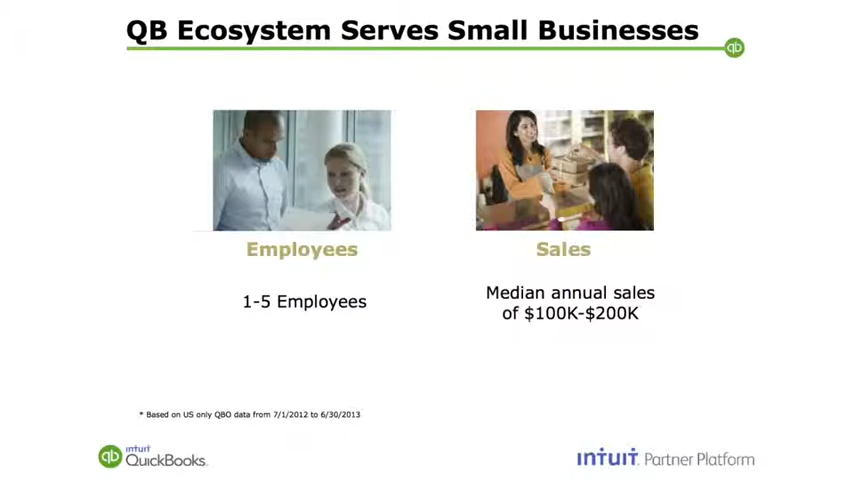 QB Ecosystem Serves Small Businesses
qb
Employees
Sales
1-5 Employees
Median annual sales
of $100K-$200K
* Based on US only QBO data from 7/1/2012 to 6/30/2013
qb
intuit
QuickBooks.
intuit. Partner Platform